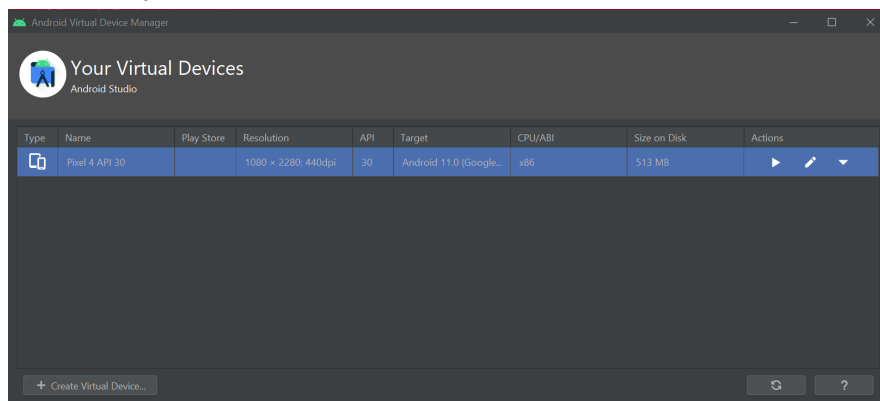 Android Virtual Device Manager
Your Virtual Devices
Android Studio
Type Name Play Store Resolution API Target CPU/ABI Size on Disk Actions
Pixel 4 API 30 1080 × 2280: 440dpi 30 Android 11.0 (Google... x86 513 MB
+ Create Virtual Device...
?